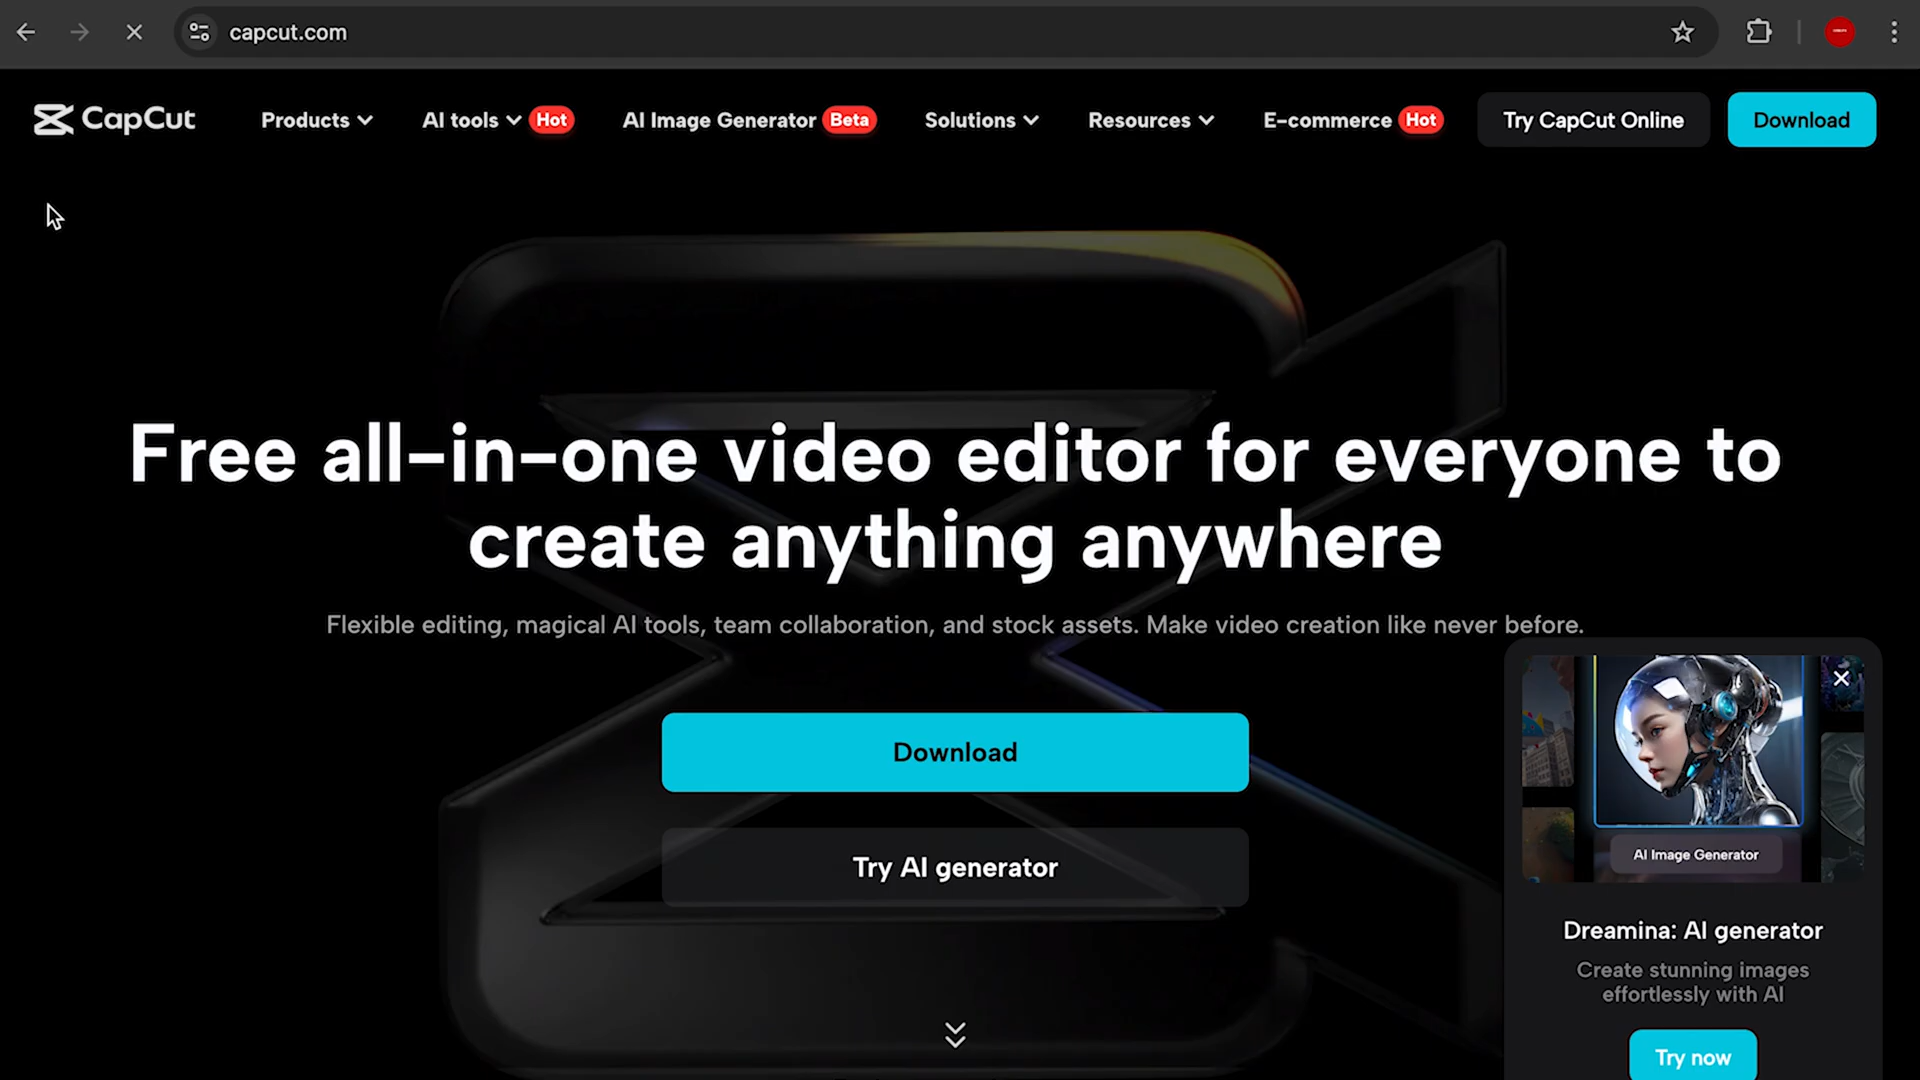 capcut.com
CapCut
Products
AI tools
Hot
AI Image Generator
Beta
Solutions
Resources
E-commerce
Hot
Try CapCut Online
Download
Free all-in-one video editor for everyone to
create anything anywhere
Flexible editing, magical AI tools, team collaboration, and stock assets. Make video creation like never before.
Download
Try AI generator
AI Image Generator
Dreamina: AI generator
Create stunning images
effortlessly with AI
Try now